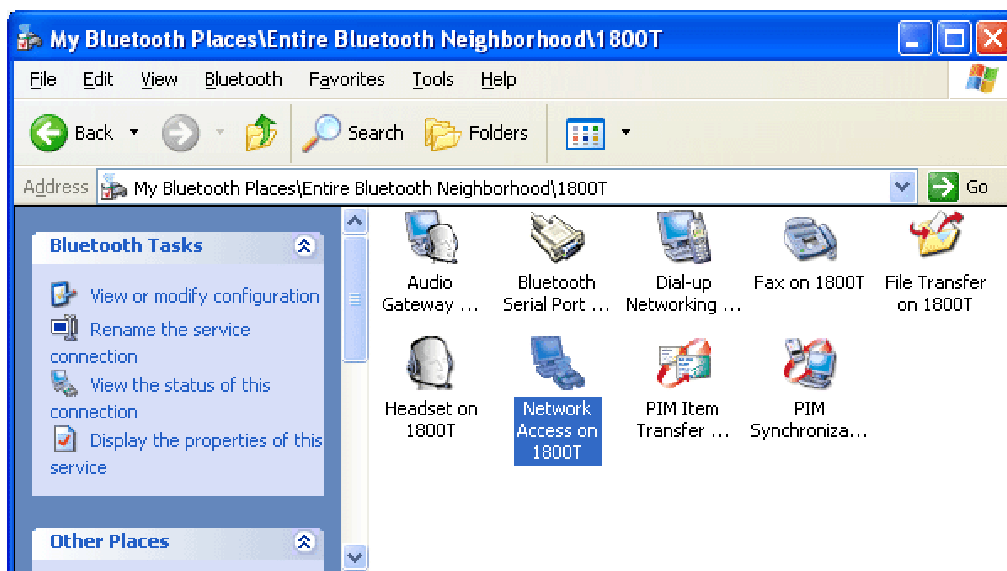 My Bluetooth Places\Entire Bluetooth Neighborhood\1800T
File Edit View Bluetooth Favorites Tools Help
Back Search Folders
Address My Bluetooth Places\Entire Bluetooth Neighborhood\1800T Go
Bluetooth Tasks
View or modify configuration
Rename the service
connection
View the status of this
connection
Display the properties of this
service
Other Places
Audio
Gateway ...
Bluetooth
Serial Port ...
Dial-up
Networking ...
Fax on 1800T
File Transfer
on 1800T
Headset on
1800T
Network
Access on
1800T
PIM Item
Transfer ...
PIM
Synchroniza...